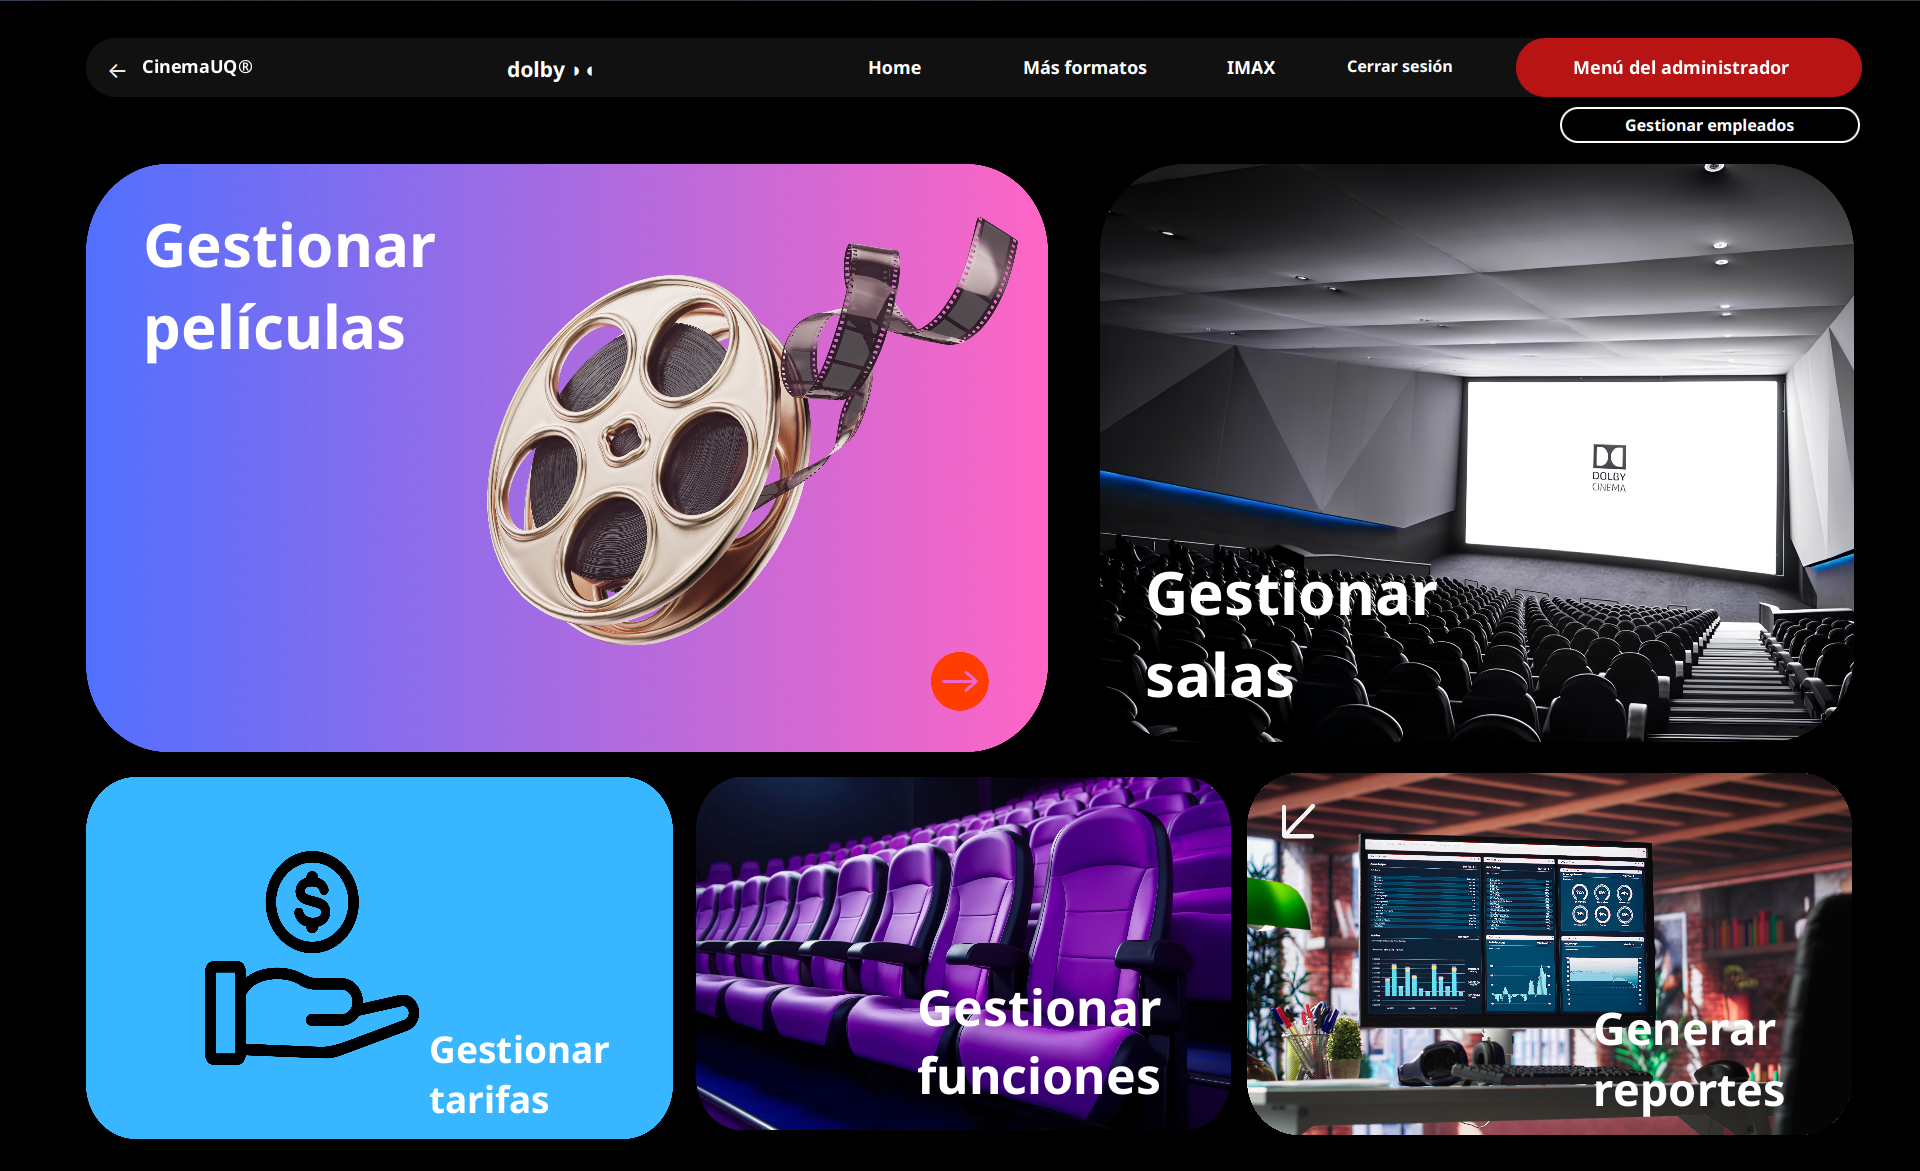 CinemaUQ®
dolby
Home
Más formatos
IMAX
Cerrar sesión
Menú del administrador
Gestionar empleados
Gestionar
películas
DOLBY
CINEMA
Gestionar
salas
$
Gestionar
tarifas
Gestionar
funciones
Generar
reportes